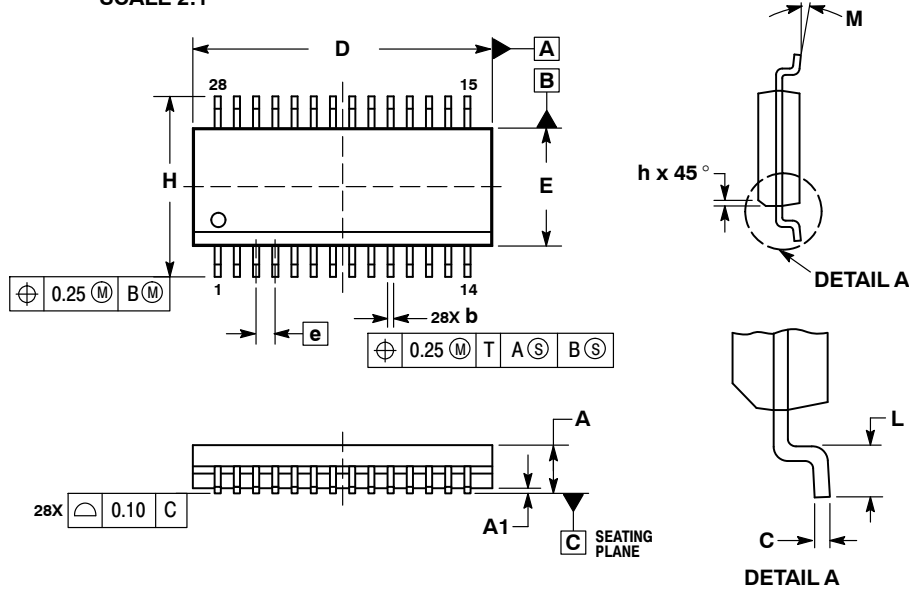 SCALE 2:1
D
A
B
M
28
15
H
E
h x 45°
DETAIL A
1
14
⌖ 0.25 Ⓜ B Ⓜ
e
28X b
⌖ 0.25 Ⓜ T A Ⓢ B Ⓢ
A
L
28X ⌓ 0.10 C
A1
C SEATING
PLANE
C
DETAIL A